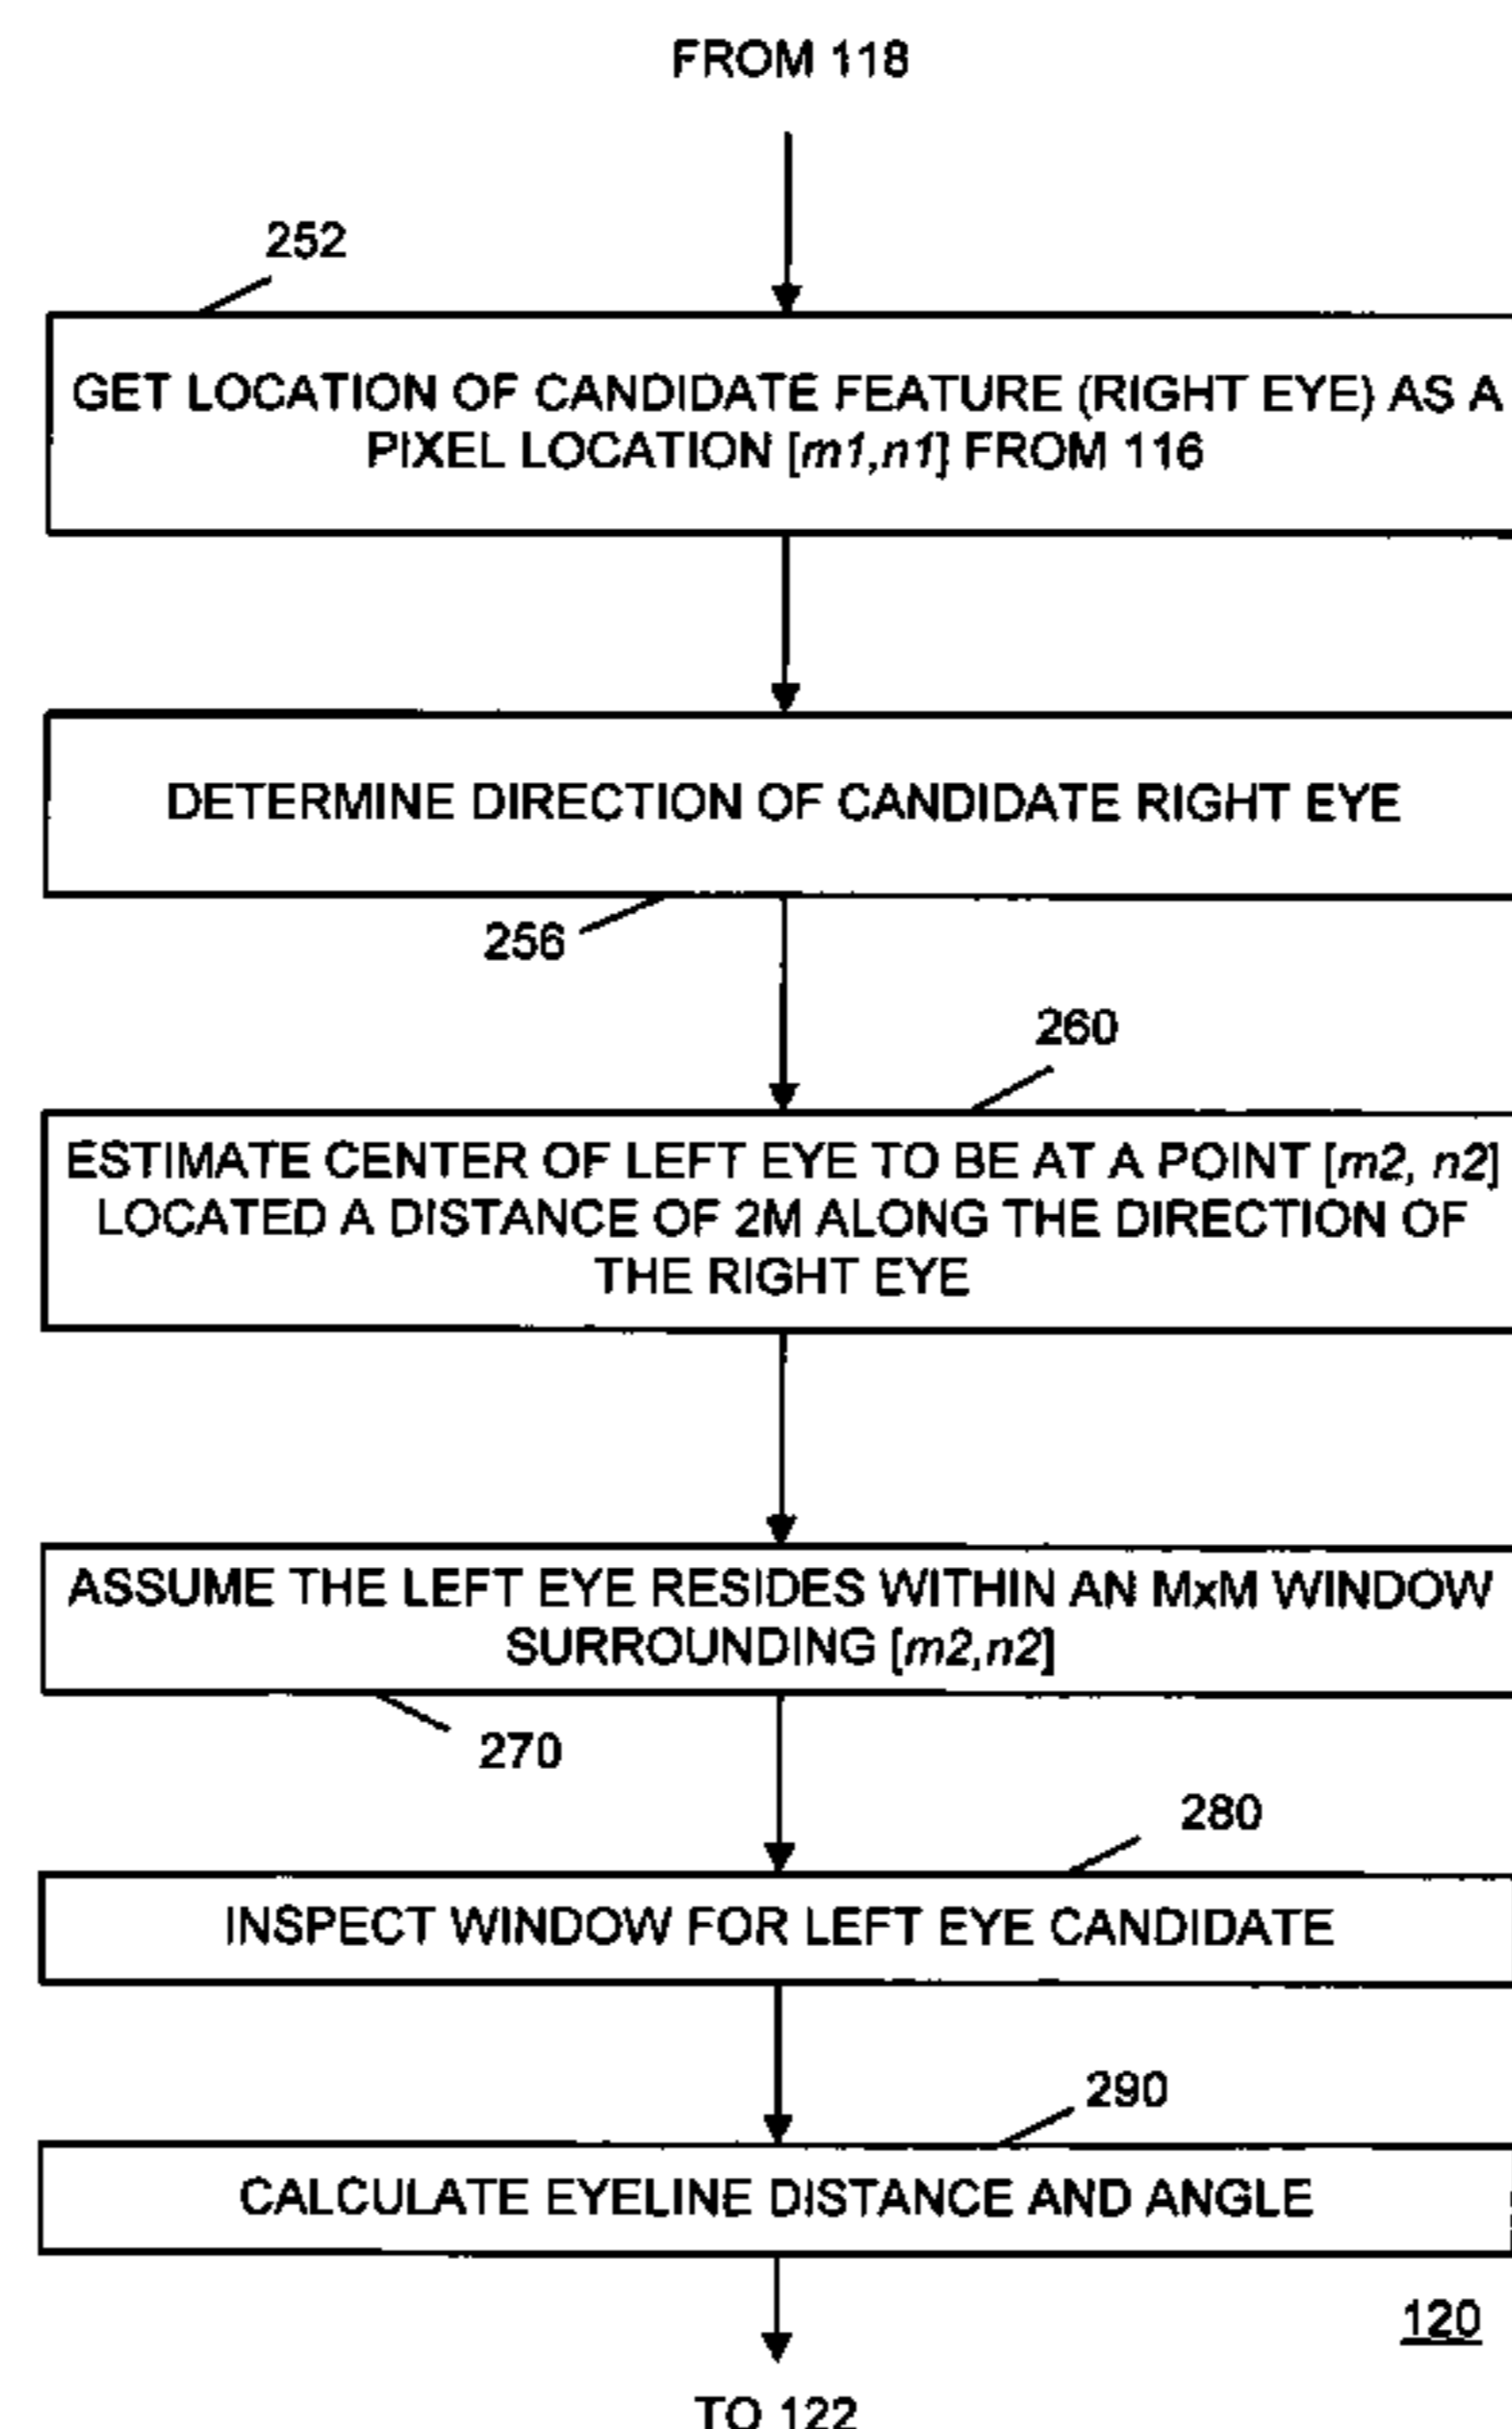 FROM 118
252
GET LOCATION OF CANDIDATE FEATURE (RIGHT EYE) AS A
PIXEL LOCATION [m1,n1] FROM 116
DETERMINE DIRECTION OF CANDIDATE RIGHT EYE
256
260
ESTIMATE CENTER OF LEFT EYE TO BE AT A POINT [m2, n2]
LOCATED A DISTANCE OF 2M ALONG THE DIRECTION OF
THE RIGHT EYE
ASSUME THE LEFT EYE RESIDES WITHIN AN MxM WINDOW
SURROUNDING [m2,n2]
270
280
INSPECT WINDOW FOR LEFT EYE CANDIDATE
290
CALCULATE EYELINE DISTANCE AND ANGLE
120
TO 122